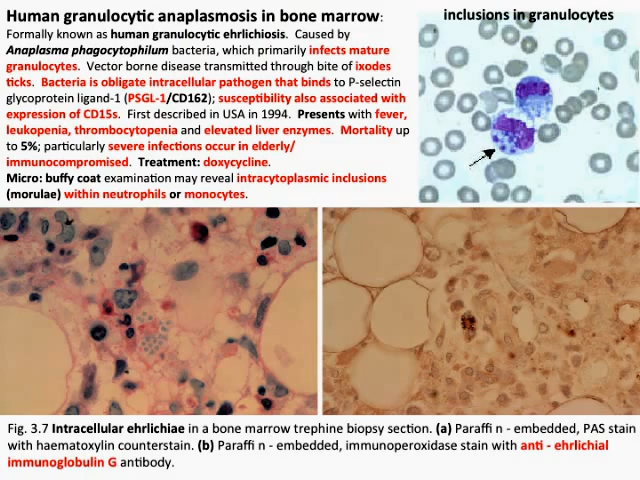 Human granulocytic anaplasmosis in bone marrow:
Formally known as human granulocytic ehrlichiosis. Caused by
Anaplasma phagocytophilum bacteria, which primarily infects mature
granulocytes. Vector borne disease transmitted through bite of ixodes
ticks. Bacteria is obligate intracellular pathogen that binds to P-selectin
glycoprotein ligand-1 (PSGL-1/CD162); susceptibility also associated with
expression of CD15s. First described in USA in 1994. Presents with fever,
leukopenia, thrombocytopenia and elevated liver enzymes. Mortality up
to 5%; particularly severe infections occur in elderly/
immunocompromised. Treatment: doxycycline.
Micro: buffy coat examination may reveal intracytoplasmic inclusions
(morulae) within neutrophils or monocytes.
inclusions in granulocytes
Fig. 3.7 Intracellular ehrlichiae in a bone marrow trephine biopsy section. (a) Paraffi n - embedded, PAS stain
with haematoxylin counterstain. (b) Paraffi n - embedded, immunoperoxidase stain with anti - ehrlichial
immunoglobulin G antibody.